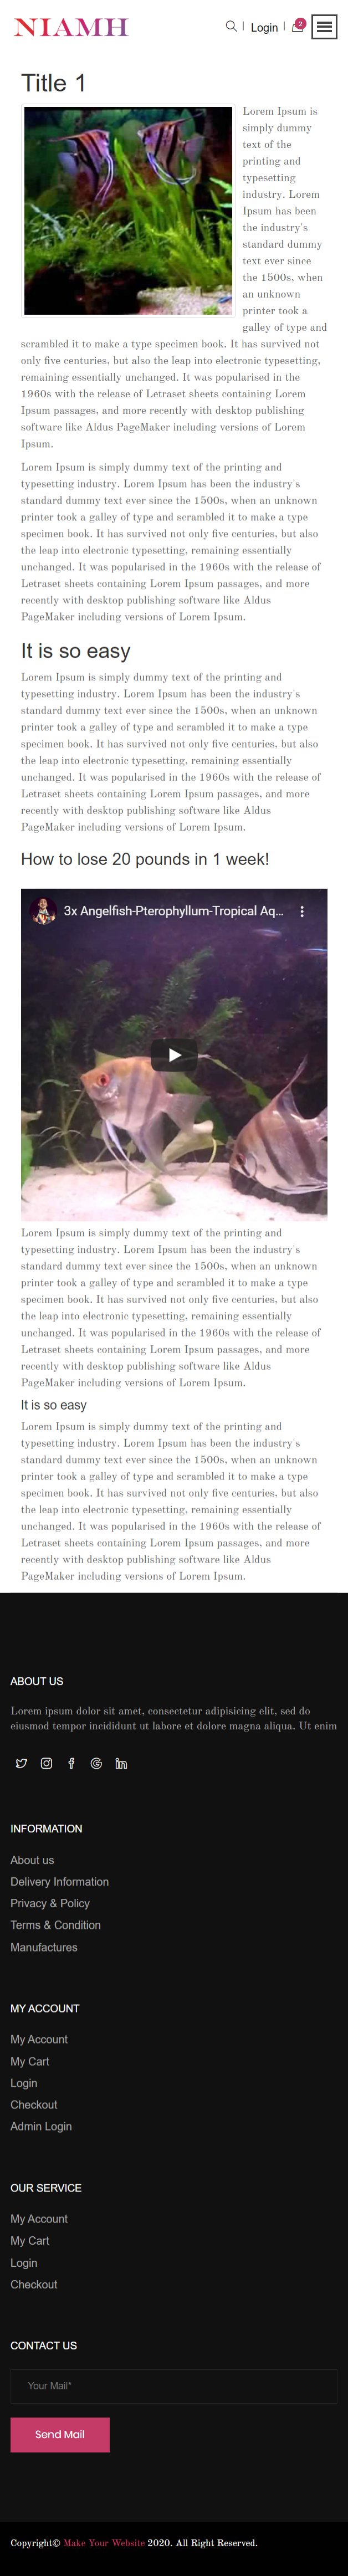 NIAMH
Login
2
Title 1
Lorem Ipsum is
simply dummy
text of the
printing and
typesetting
industry. Lorem
Ipsum has been
the industry's
standard dummy
text ever since
the 1500s, when
an unknown
printer took a
galley of type and
scrambled it to make a type specimen book. It has survived not
only five centuries, but also the leap into electronic typesetting,
remaining essentially unchanged. It was popularised in the
1960s with the release of Letraset sheets containing Lorem
Ipsum passages, and more recently with desktop publishing
software like Aldus PageMaker including versions of Lorem
Ipsum.
Lorem Ipsum is simply dummy text of the printing and
typesetting industry. Lorem Ipsum has been the industry's
standard dummy text ever since the 1500s, when an unknown
printer took a galley of type and scrambled it to make a type
specimen book. It has survived not only five centuries, but also
the leap into electronic typesetting, remaining essentially
unchanged. It was popularised in the 1960s with the release of
Letraset sheets containing Lorem Ipsum passages, and more
recently with desktop publishing software like Aldus
PageMaker including versions of Lorem Ipsum.
It is so easy
Lorem Ipsum is simply dummy text of the printing and
typesetting industry. Lorem Ipsum has been the industry's
standard dummy text ever since the 1500s, when an unknown
printer took a galley of type and scrambled it to make a type
specimen book. It has survived not only five centuries, but also
the leap into electronic typesetting, remaining essentially
unchanged. It was popularised in the 1960s with the release of
Letraset sheets containing Lorem Ipsum passages, and more
recently with desktop publishing software like Aldus
PageMaker including versions of Lorem Ipsum.
How to lose 20 pounds in 1 week!
3x Angelfish-Pterophyllum-Tropical Aq...
Lorem Ipsum is simply dummy text of the printing and
typesetting industry. Lorem Ipsum has been the industry's
standard dummy text ever since the 1500s, when an unknown
printer took a galley of type and scrambled it to make a type
specimen book. It has survived not only five centuries, but also
the leap into electronic typesetting, remaining essentially
unchanged. It was popularised in the 1960s with the release of
Letraset sheets containing Lorem Ipsum passages, and more
recently with desktop publishing software like Aldus
PageMaker including versions of Lorem Ipsum.
It is so easy
Lorem Ipsum is simply dummy text of the printing and
typesetting industry. Lorem Ipsum has been the industry's
standard dummy text ever since the 1500s, when an unknown
printer took a galley of type and scrambled it to make a type
specimen book. It has survived not only five centuries, but also
the leap into electronic typesetting, remaining essentially
unchanged. It was popularised in the 1960s with the release of
Letraset sheets containing Lorem Ipsum passages, and more
recently with desktop publishing software like Aldus
PageMaker including versions of Lorem Ipsum.
ABOUT US
Lorem ipsum dolor sit amet, consectetur adipisicing elit, sed do
eiusmod tempor incididunt ut labore et dolore magna aliqua. Ut enim
INFORMATION
About us
Delivery Information
Privacy & Policy
Terms & Condition
Manufactures
MY ACCOUNT
My Account
My Cart
Login
Checkout
Admin Login
OUR SERVICE
My Account
My Cart
Login
Checkout
CONTACT US
Your Mail*
Send Mail
Copyright© Make Your Website 2020. All Right Reserved.